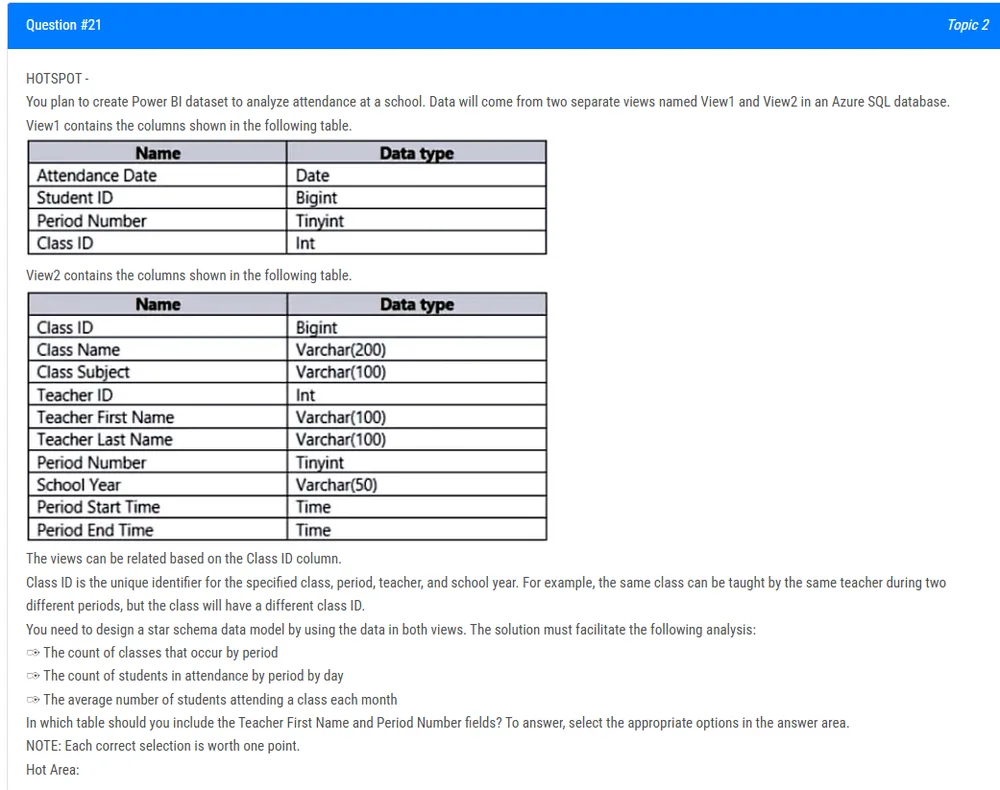 Question #21 Topic 2
HOTSPOT -
You plan to create Power BI dataset to analyze attendance at a school. Data will come from two separate views named View1 and View2 in an Azure SQL database.
View1 contains the columns shown in the following table.
Name Data type
Attendance Date Date
Student ID Bigint
Period Number Tinyint
Class ID Int
View2 contains the columns shown in the following table.
Name Data type
Class ID Bigint
Class Name Varchar(200)
Class Subject Varchar(100)
Teacher ID Int
Teacher First Name Varchar(100)
Teacher Last Name Varchar(100)
Period Number Tinyint
School Year Varchar(50)
Period Start Time Time
Period End Time Time
The views can be related based on the Class ID column.
Class ID is the unique identifier for the specified class, period, teacher, and school year. For example, the same class can be taught by the same teacher during two
different periods, but the class will have a different class ID.
You need to design a star schema data model by using the data in both views. The solution must facilitate the following analysis:
The count of classes that occur by period
The count of students in attendance by period by day
The average number of students attending a class each month
In which table should you include the Teacher First Name and Period Number fields? To answer, select the appropriate options in the answer area.
NOTE: Each correct selection is worth one point.
Hot Area: